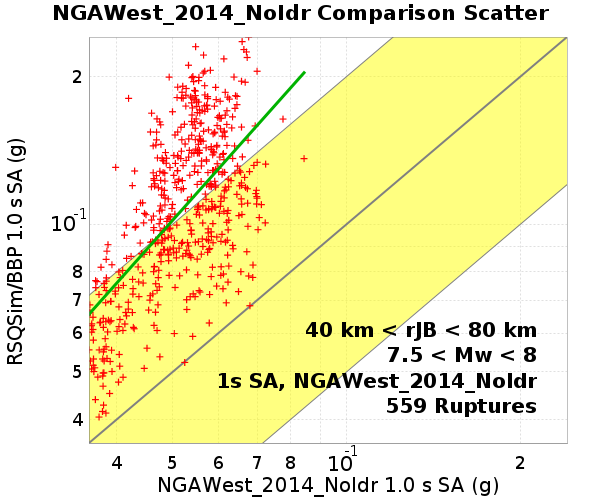 NGAWest_2014_NoIdr Comparison Scatter
RSQSim/BBP 1.0 s SA (g)
2
10-1
8
7
6
5
4
40 km < rJB < 80 km
7.5 < Mw < 8
1s SA, NGAWest_2014_NoIdr
559 Ruptures
4 5 6 7 8 10-1 2
NGAWest_2014_NoIdr 1.0 s SA (g)